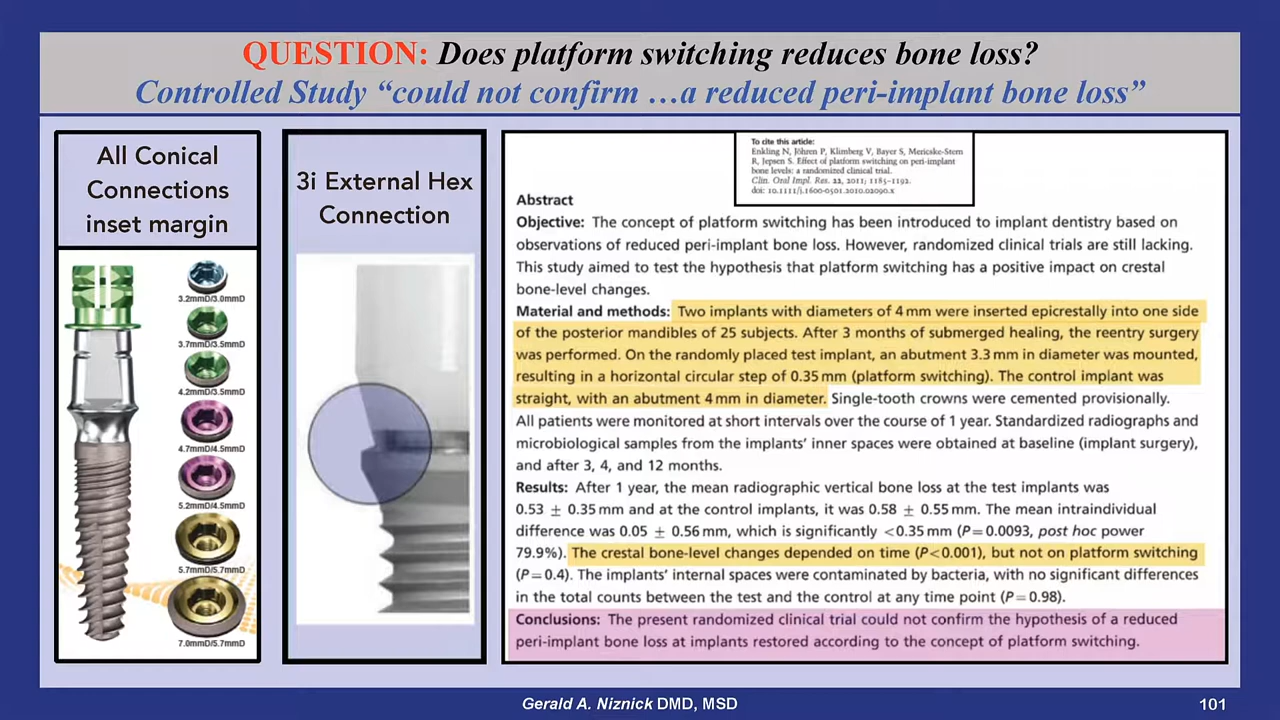 QUESTION: Does platform switching reduces bone loss?
Controlled Study “could not confirm …a reduced peri-implant bone loss”
All Conical
Connections
inset margin
3.2mmD/3.0mmD
3.7mmD/3.5mmD
4.2mmD/3.5mmD
4.7mmD/4.5mmD
5.2mmD/4.5mmD
5.7mmD/5.7mmD
7.0mmD/5.7mmD
3i External Hex
Connection
To cite this article:
Enkling N, Jöhren P, Klimberg V, Bayer S, Mericske-Stern
R, Jepsen S. Effect of platform switching on peri-implant
bone levels: a randomized clinical trial.
Clin. Oral Impl. Res. 22, 2011; 1185–1192.
doi: 10.1111/j.1600-0501.2010.02090.x
Abstract
Objective: The concept of platform switching has been introduced to implant dentistry based on
observations of reduced peri-implant bone loss. However, randomized clinical trials are still lacking.
This study aimed to test the hypothesis that platform switching has a positive impact on crestal
bone-level changes.
Material and methods: Two implants with diameters of 4 mm were inserted epicrestally into one side
of the posterior mandibles of 25 subjects. After 3 months of submerged healing, the reentry surgery
was performed. On the randomly placed test implant, an abutment 3.3 mm in diameter was mounted,
resulting in a horizontal circular step of 0.35 mm (platform switching). The control implant was
straight, with an abutment 4 mm in diameter. Single-tooth crowns were cemented provisionally.
All patients were monitored at short intervals over the course of 1 year. Standardized radiographs and
microbiological samples from the implants' inner spaces were obtained at baseline (implant surgery),
and after 3, 4, and 12 months.
Results: After 1 year, the mean radiographic vertical bone loss at the test implants was
0.53 ± 0.35 mm and at the control implants, it was 0.58 ± 0.55 mm. The mean intraindividual
difference was 0.05 ± 0.56 mm, which is significantly <0.35 mm (P=0.0093, post hoc power
79.9%). The crestal bone-level changes depended on time (P<0.001), but not on platform switching
(P=0.4). The implants' internal spaces were contaminated by bacteria, with no significant differences
in the total counts between the test and the control at any time point (P=0.98).
Conclusions: The present randomized clinical trial could not confirm the hypothesis of a reduced
peri-implant bone loss at implants restored according to the concept of platform switching.
Gerald A. Niznick DMD, MSD
101